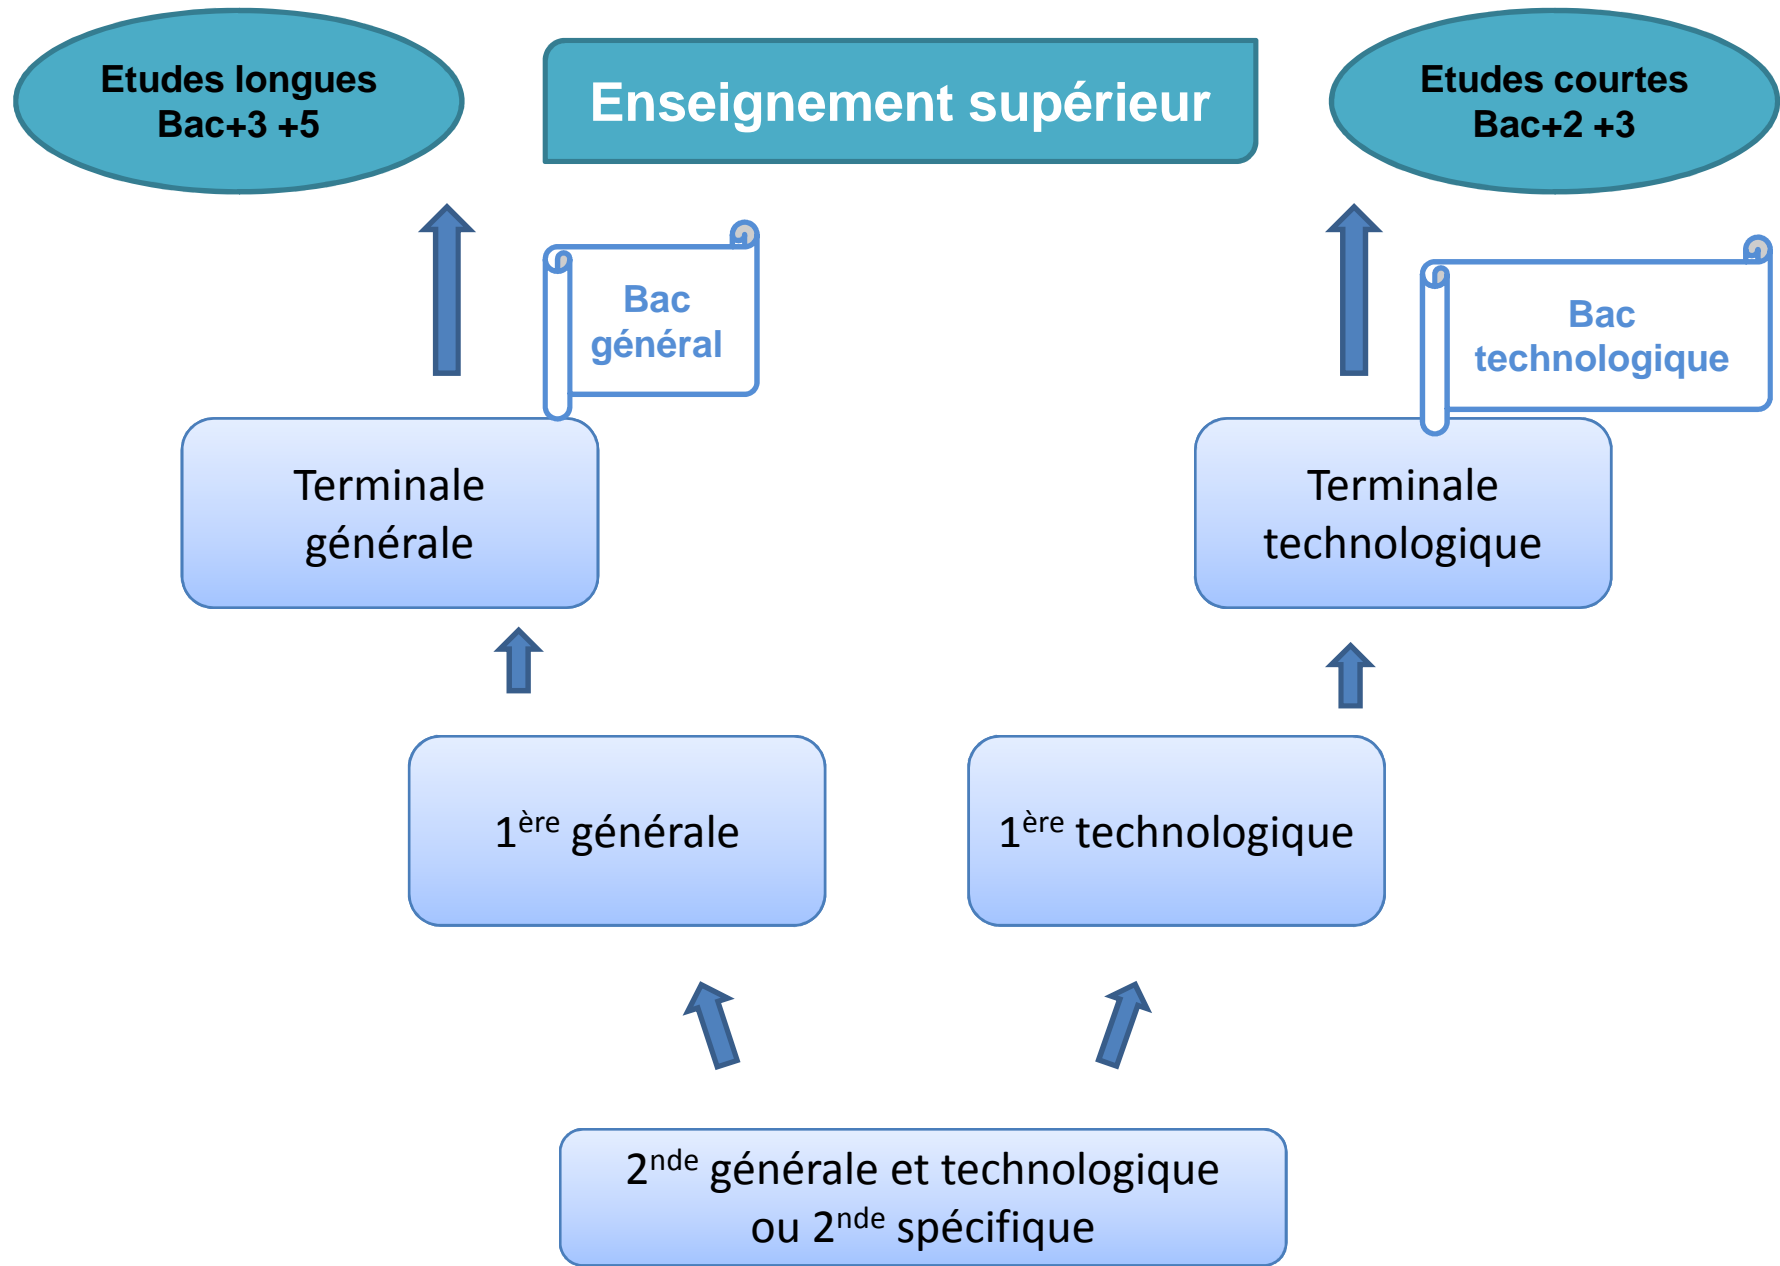 Etudes longues
Bac+3 +5
Enseignement supérieur
Etudes courtes
Bac+2 +3
Bac
général
Bac
technologique
Terminale
générale
Terminale
technologique
1ère générale
1ère technologique
2nde générale et technologique
ou 2nde spécifique